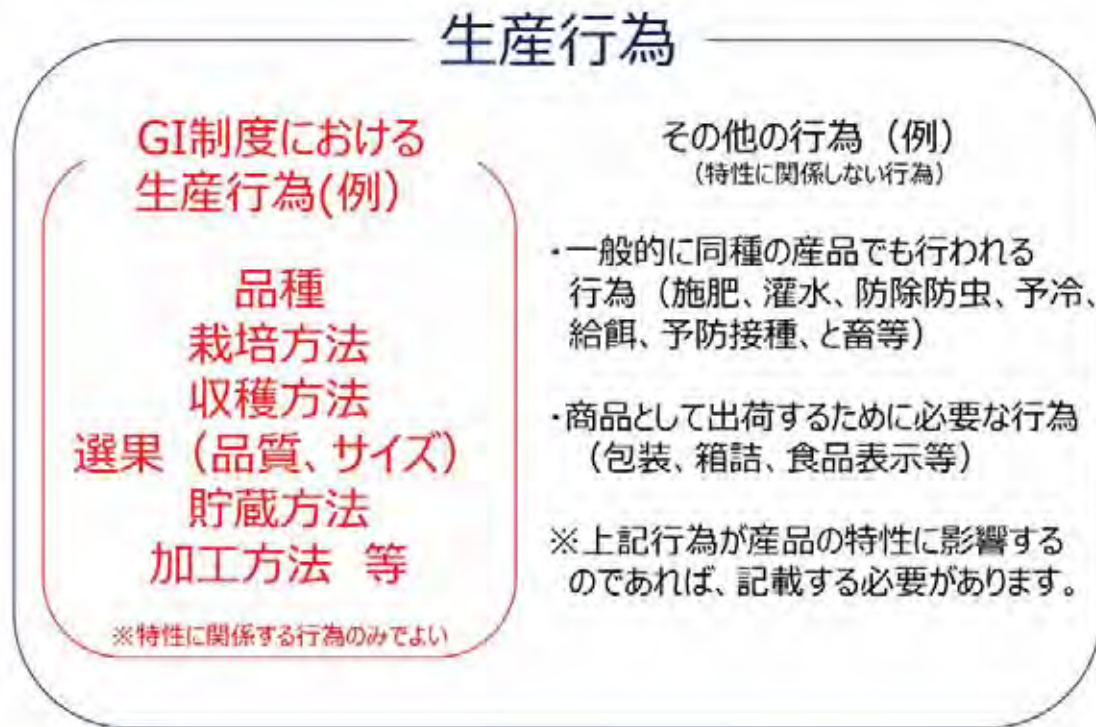 生産行為
GI制度における
生産行為(例）
品種
栽培方法
収穫方法
選果（品質、サイズ）
貯蔵方法
加工方法　等
※特性に関係する行為のみでよい
その他の行為（例）
（特性に関係しない行為）
・一般的に同種の産品でも行われる
行為（施肥、灌水、防除防虫、予冷、
給餌、予防接種、と畜等）
・商品として出荷するために必要な行為
（包装、箱詰、食品表示等）
※上記行為が産品の特性に影響する
のであれば、記載する必要があります。